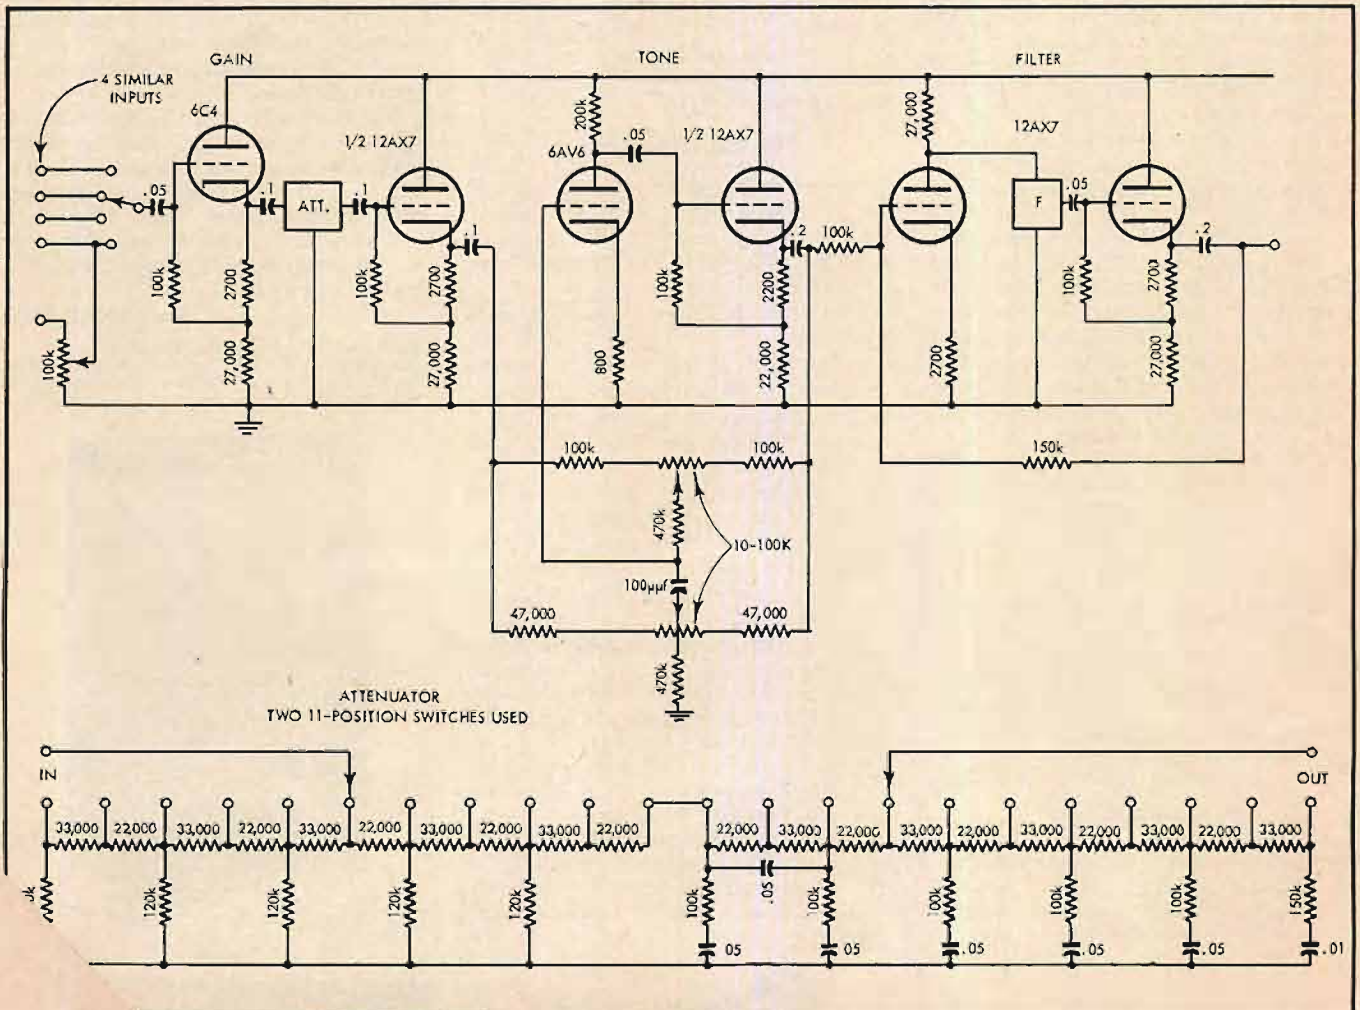 GAIN
TONE
FILTER
4 SIMILAR
INPUTS
6C4
1/2 12AX7
200k
.05
6AV6
1/2 12AX7
27,000
12AX7
.05
.1
ATT.
.1
.1
.2
100k
F
.05
.2
100k
2700
100k
2700
100k
2200
100k
2700
100k
27,000
27,000
800
22,000
2700
27,000
100k
100k
150k
470k
10-100K
100μμf
47,000
47,000
470k
ATTENUATOR
TWO 11-POSITION SWITCHES USED
IN
OUT
33,000 22,000 33,000 22,000 33,000 22,000 33,000 22,000 33,000 22,000
22,000 33,000 22,000 33,000 22,000 33,000 22,000 33,000 22,000 33,000
.05
120k
120k
120k
120k
100k
100k
100k
100k
100k
150k
05
05
.05
.05
.05
.01